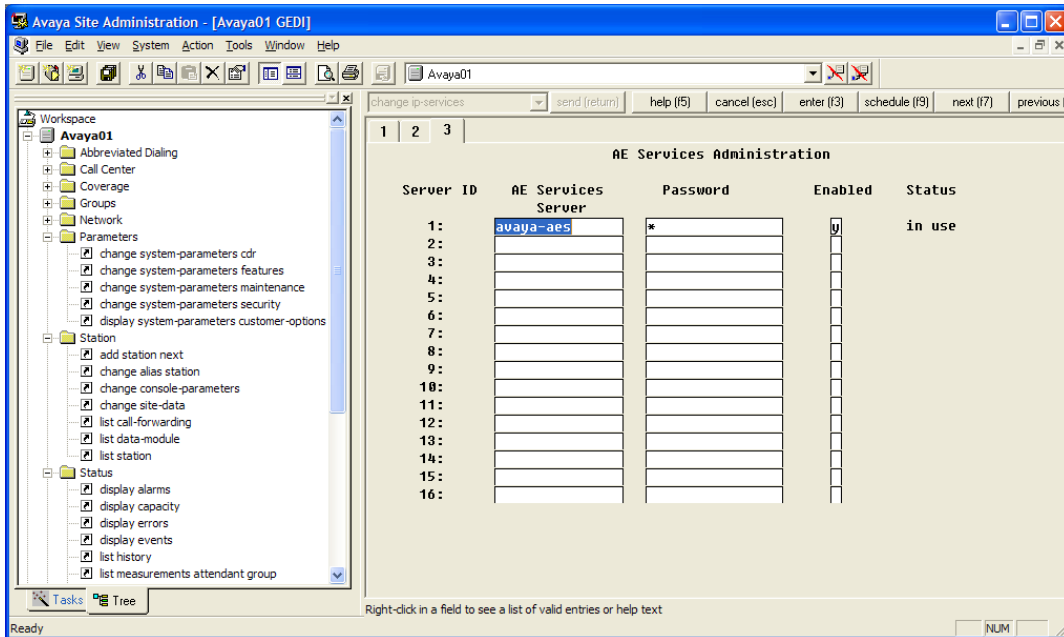 Avaya Site Administration - [Avaya01 GEDI]
File Edit View System Action Tools Window Help
Avaya01
change ip-services send (return) help (f5) cancel (esc) enter (f3) schedule (f9) next (f7) previous
1 2 3
Workspace
Avaya01
Abbreviated Dialing
Call Center
Coverage
Groups
Network
Parameters
change system-parameters cdr
change system-parameters features
change system-parameters maintenance
change system-parameters security
display system-parameters customer-options
Station
add station next
change alias station
change console-parameters
change site-data
list call-forwarding
list data-module
list station
Status
display alarms
display capacity
display errors
display events
list history
list measurements attendant group
Tasks Tree
AE Services Administration
Server ID AE Services Password Enabled Status
Server
1: avaya-aes * y in use
2:
3:
4:
5:
6:
7:
8:
9:
10:
11:
12:
13:
14:
15:
16:
Right-click in a field to see a list of valid entries or help text
Ready NUM